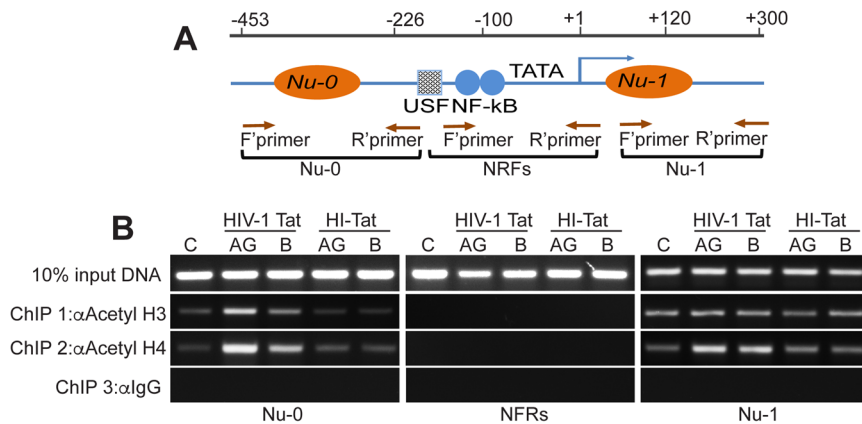 A
-453 -226 -100 +1 +120 +300
Nu-0 TATA Nu-1
USF NF-kB
F'primer R'primer F'primer R'primer F'primer R'primer
Nu-0 NRFs Nu-1
B
HIV-1 Tat HI-Tat HIV-1 Tat HI-Tat HIV-1 Tat HI-Tat
C AG B AG B C AG B AG B C AG B AG B
10% input DNA
ChIP 1:αAcetyl H3
ChIP 2:αAcetyl H4
ChIP 3:αIgG
Nu-0 NFRs Nu-1